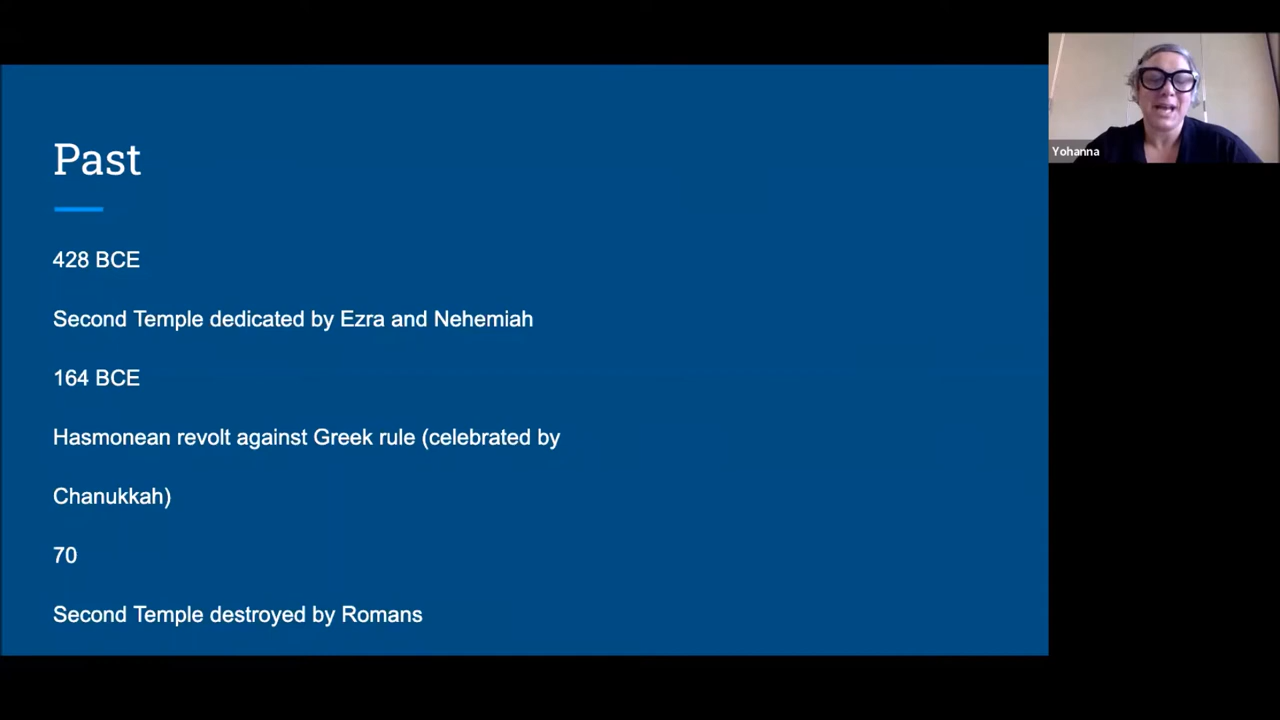 Past
428 BCE
Second Temple dedicated by Ezra and Nehemiah
164 BCE
Hasmonean revolt against Greek rule (celebrated by
Chanukkah)
70
Second Temple destroyed by Romans
Yohanna